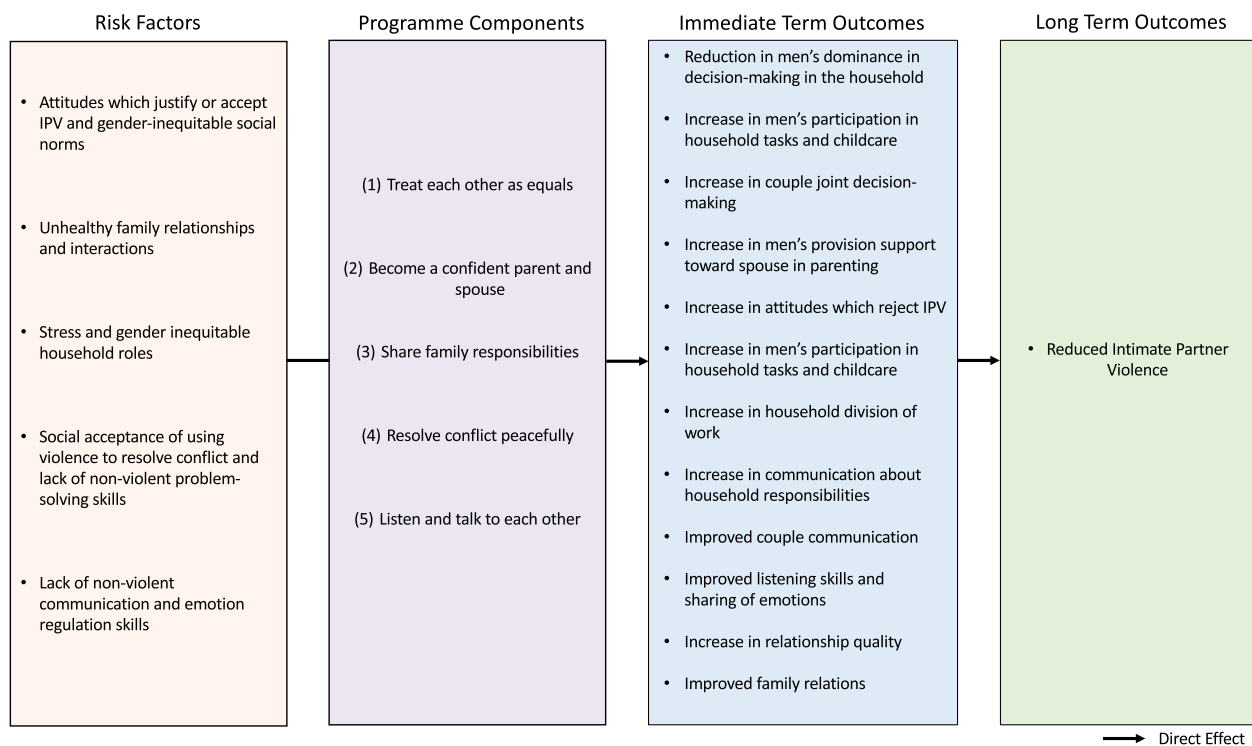 Risk Factors
• Attitudes which justify or accept
IPV and gender-inequitable social
norms
• Unhealthy family relationships
and interactions
• Stress and gender inequitable
household roles
• Social acceptance of using
violence to resolve conflict and
lack of non-violent problem-
solving skills
• Lack of non-violent
communication and emotion
regulation skills
Programme Components
(1) Treat each other as equals
(2) Become a confident parent and
spouse
(3) Share family responsibilities
(4) Resolve conflict peacefully
(5) Listen and talk to each other
Immediate Term Outcomes
• Reduction in men’s dominance in
decision-making in the household
• Increase in men’s participation in
household tasks and childcare
• Increase in couple joint decision-
making
• Increase in men’s provision support
toward spouse in parenting
• Increase in attitudes which reject IPV
• Increase in men’s participation in
household tasks and childcare
• Increase in household division of
work
• Increase in communication about
household responsibilities
• Improved couple communication
• Improved listening skills and
sharing of emotions
• Increase in relationship quality
• Improved family relations
Long Term Outcomes
• Reduced Intimate Partner
Violence
Direct Effect